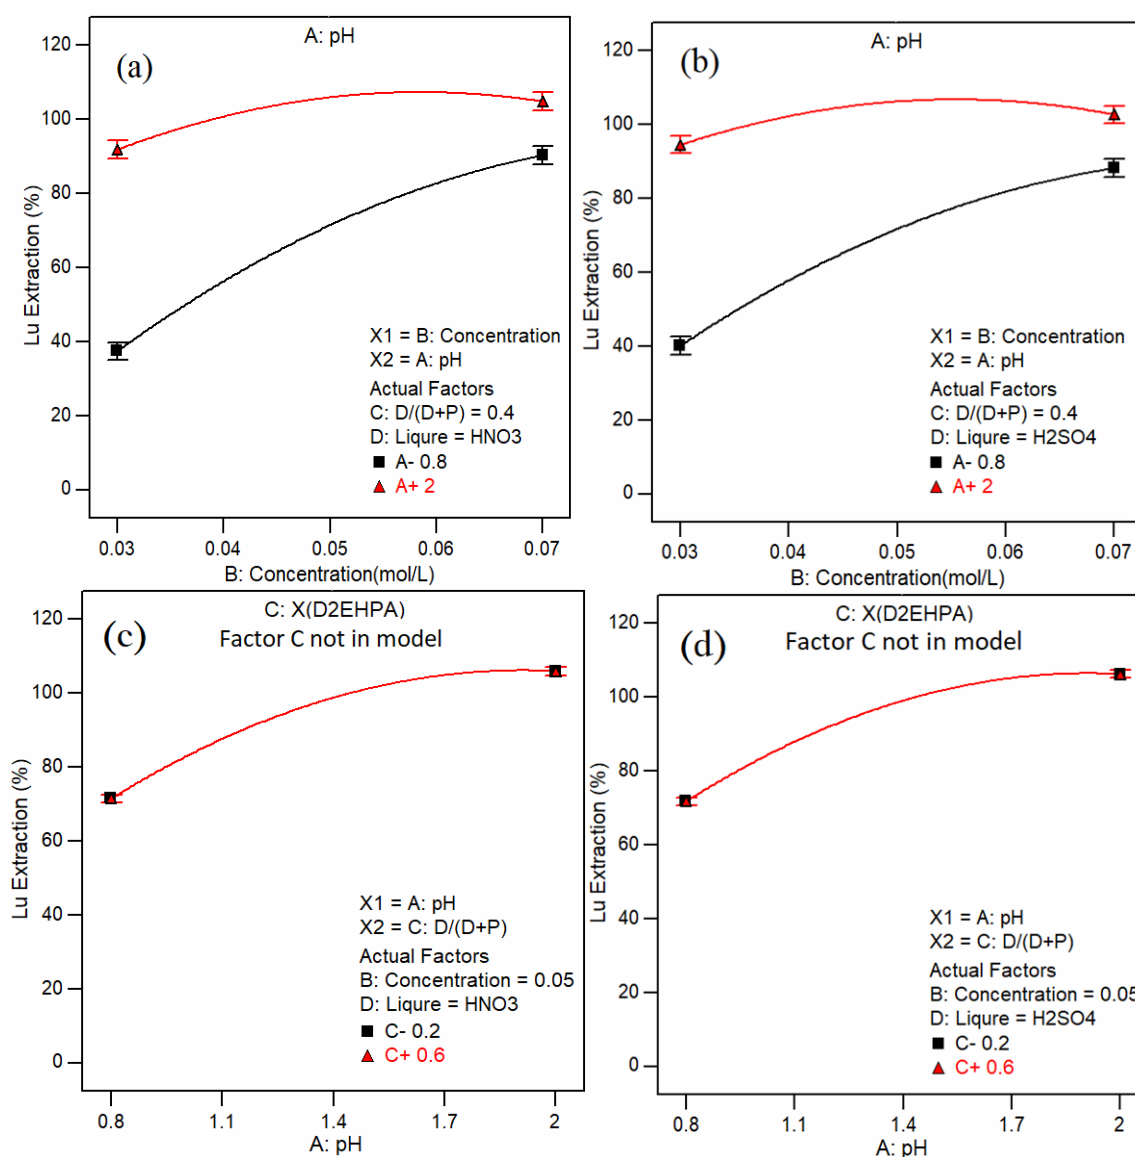 A: pH
(a)
120
100
80
60
40
20
0
Lu Extraction (%)
X1 = B: Concentration
X2 = A: pH
Actual Factors
C: D/(D+P) = 0.4
D: Liqure = HNO3
A- 0.8
A+ 2
0.03 0.04 0.05 0.06 0.07
B: Concentration(mol/L)
A: pH
(b)
120
100
80
60
40
20
0
Lu Extraction (%)
X1 = B: Concentration
X2 = A: pH
Actual Factors
C: D/(D+P) = 0.4
D: Liqure = H2SO4
A- 0.8
A+ 2
0.03 0.04 0.05 0.06 0.07
B: Concentration(mol/L)
C: X(D2EHPA)
(c) Factor C not in model
120
100
80
60
40
20
0
Lu Extraction (%)
X1 = A: pH
X2 = C: D/(D+P)
Actual Factors
B: Concentration = 0.05
D: Liqure = HNO3
C- 0.2
C+ 0.6
0.8 1.1 1.4 1.7 2
A: pH
C: X(D2EHPA)
(d) Factor C not in model
120
100
80
60
40
20
0
Lu Extraction (%)
X1 = A: pH
X2 = C: D/(D+P)
Actual Factors
B: Concentration = 0.05
D: Liqure = H2SO4
C- 0.2
C+ 0.6
0.8 1.1 1.4 1.7 2
A: pH